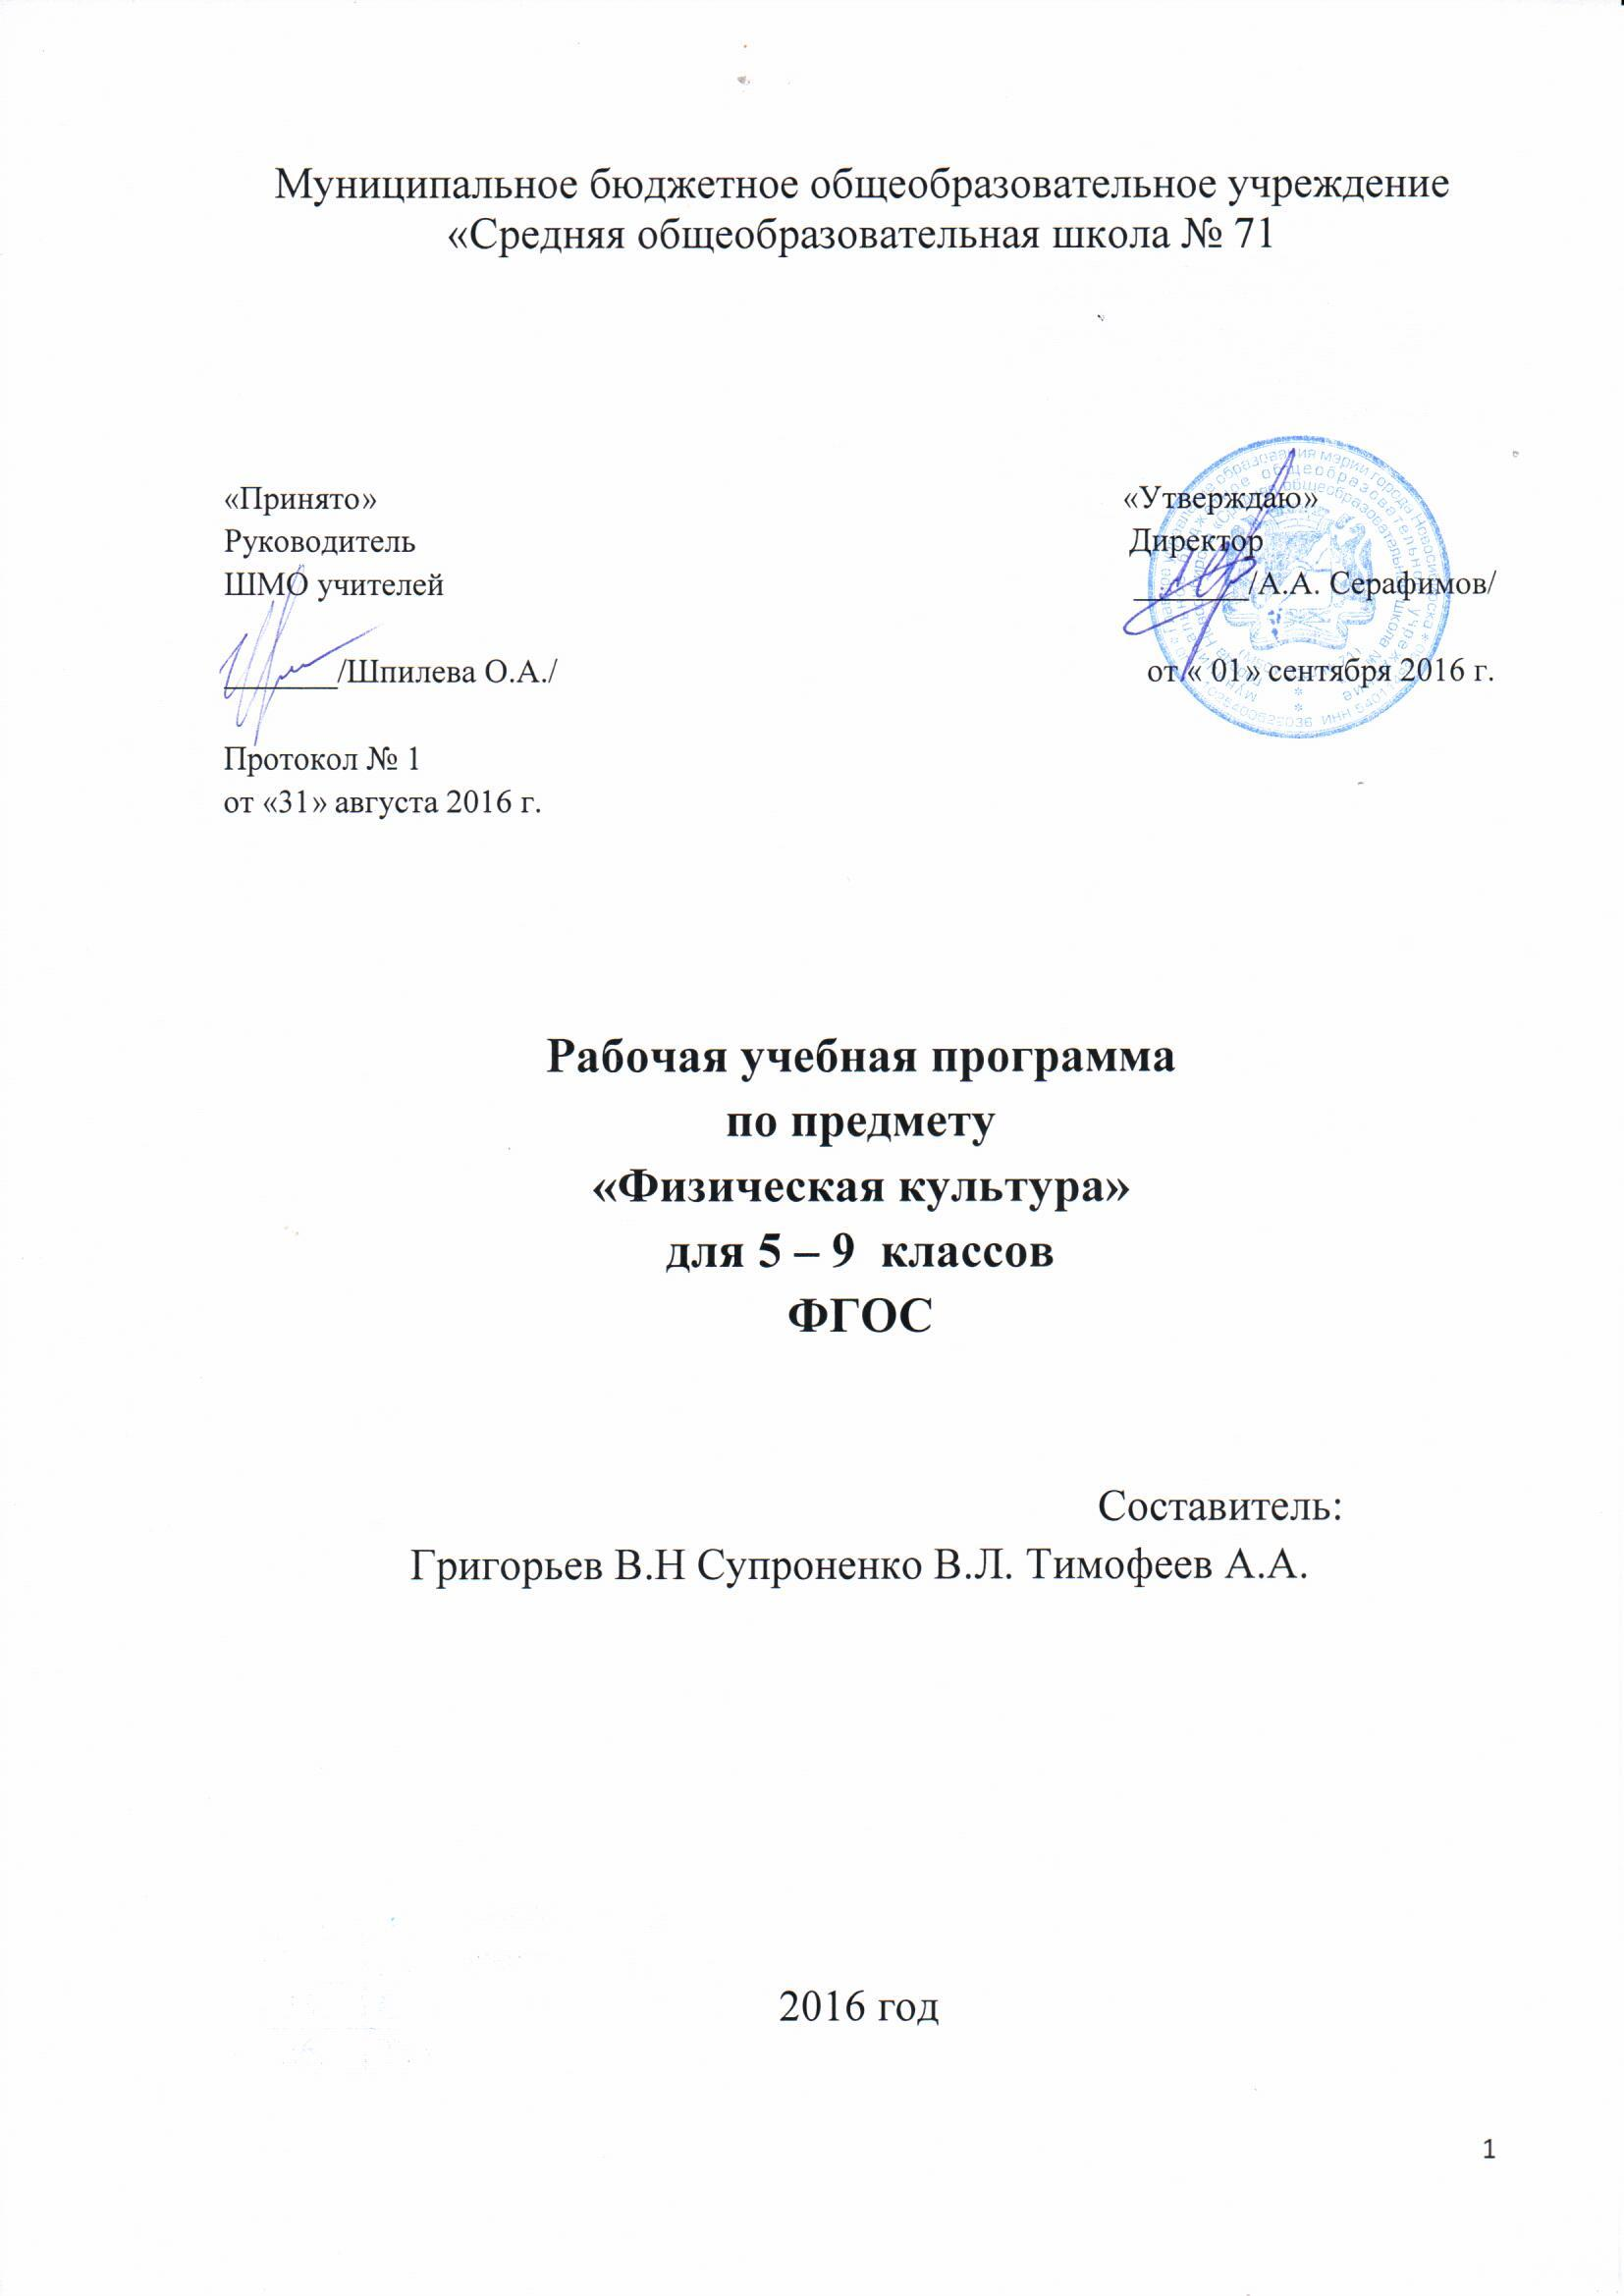 Муниципальное бюджетное общеобразовательное учреждение
«Средняя общеобразовательная школа № 71
«Принято»
Руководитель
ШМО учителей
/Шпилева О.А./
Протокол № 1
от «31» августа 2016 г.
«Утверждаю»
Директор
/А.А. Серафимов/
от « 01» сентября 2016 г.
Рабочая учебная программа
по предмету
«Физическая культура»
для 5 – 9 классов
ФГОС
Составитель:
Григорьев В.Н Супроненко В.Л. Тимофеев А.А.
2016 год
1